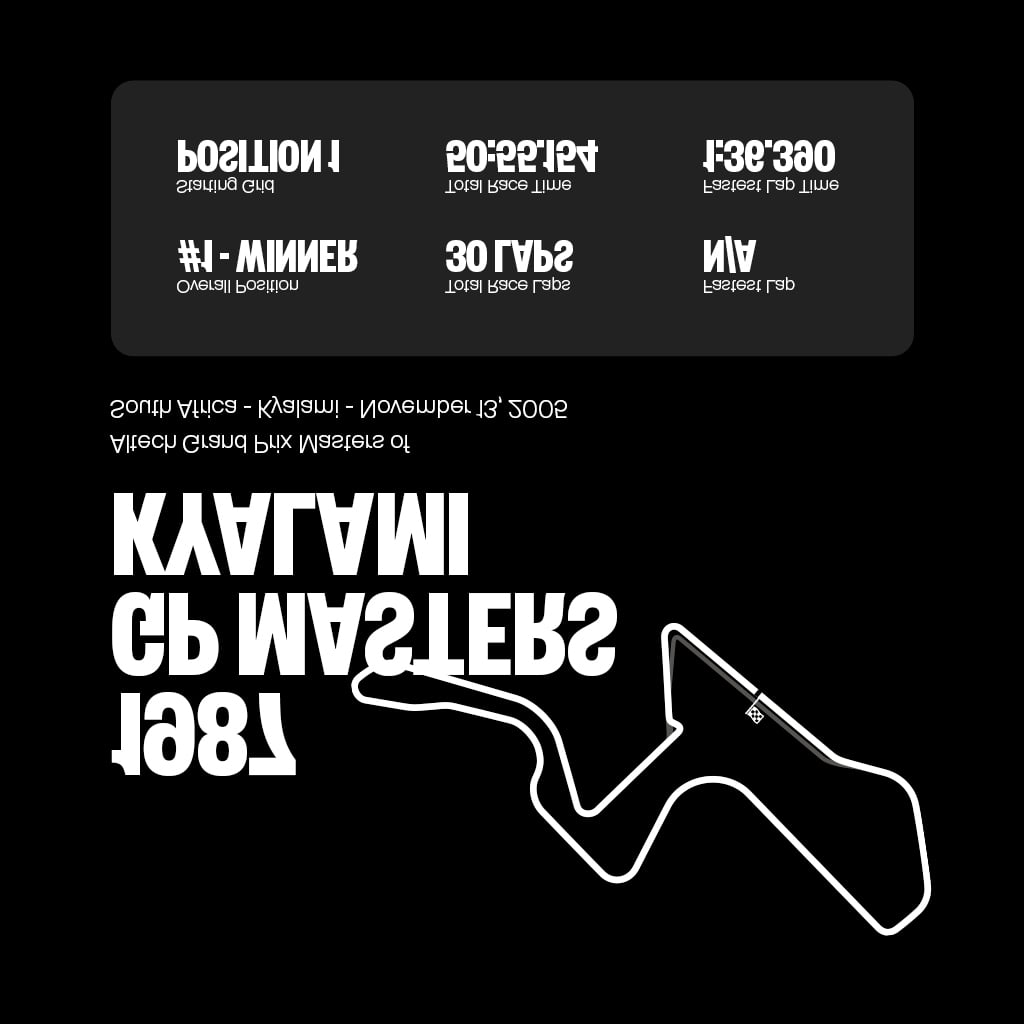 1987
GP MASTERS
KYALAMI
Altech Grand Prix Masters of
South Africa - Kyalami - November 13, 2005
Overall Position
#1 - WINNER
Total Race Laps
30 LAPS
Fastest Lap
N/A
Starting Grid
POSITION 1
Total Race Time
50:55.154
Fastest Lap Time
1:36.390